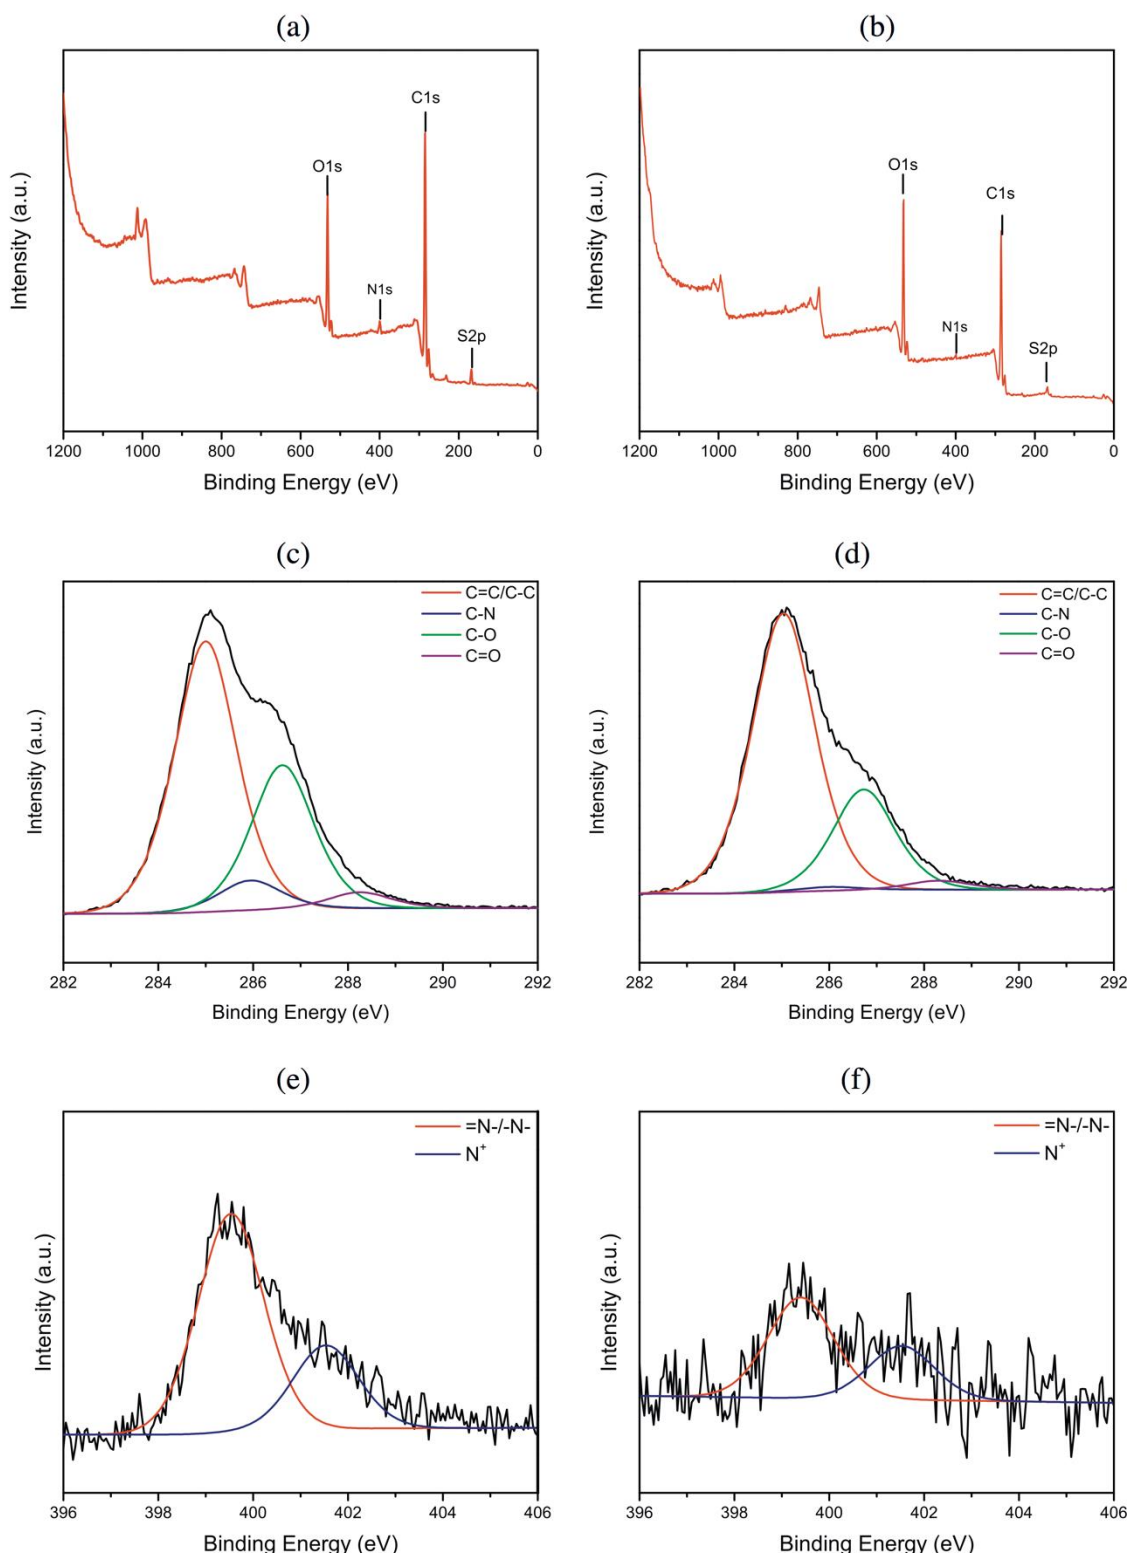 (a)
C1s
O1s
N1s
S2p
Intensity (a.u.)
1200 1000 800 600 400 200 0
Binding Energy (eV)
(b)
O1s
C1s
N1s
S2p
Intensity (a.u.)
1200 1000 800 600 400 200 0
Binding Energy (eV)
(c)
C=C/C-C
C-N
C-O
C=O
Intensity (a.u.)
282 284 286 288 290 292
Binding Energy (eV)
(d)
C=C/C-C
C-N
C-O
C=O
Intensity (a.u.)
282 284 286 288 290 292
Binding Energy (eV)
(e)
=N-/-N-
N⁺
Intensity (a.u.)
396 398 400 402 404 406
Binding Energy (eV)
(f)
=N-/-N-
N⁺
Intensity (a.u.)
396 398 400 402 404 406
Binding Energy (eV)